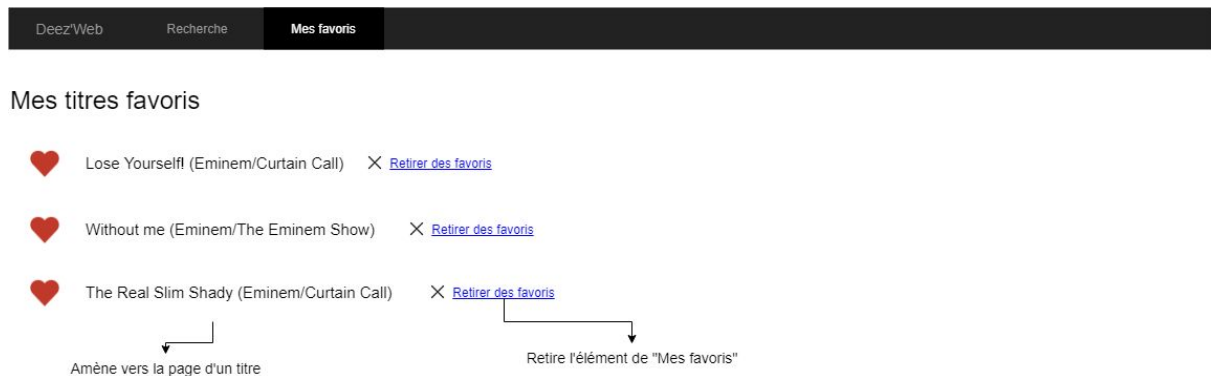 Deez'Web Recherche Mes favoris
Mes titres favoris
Lose Yourself! (Eminem/Curtain Call) Retirer des favoris
Without me (Eminem/The Eminem Show) Retirer des favoris
The Real Slim Shady (Eminem/Curtain Call) Retirer des favoris
Retire l'élément de "Mes favoris"
Amène vers la page d'un titre